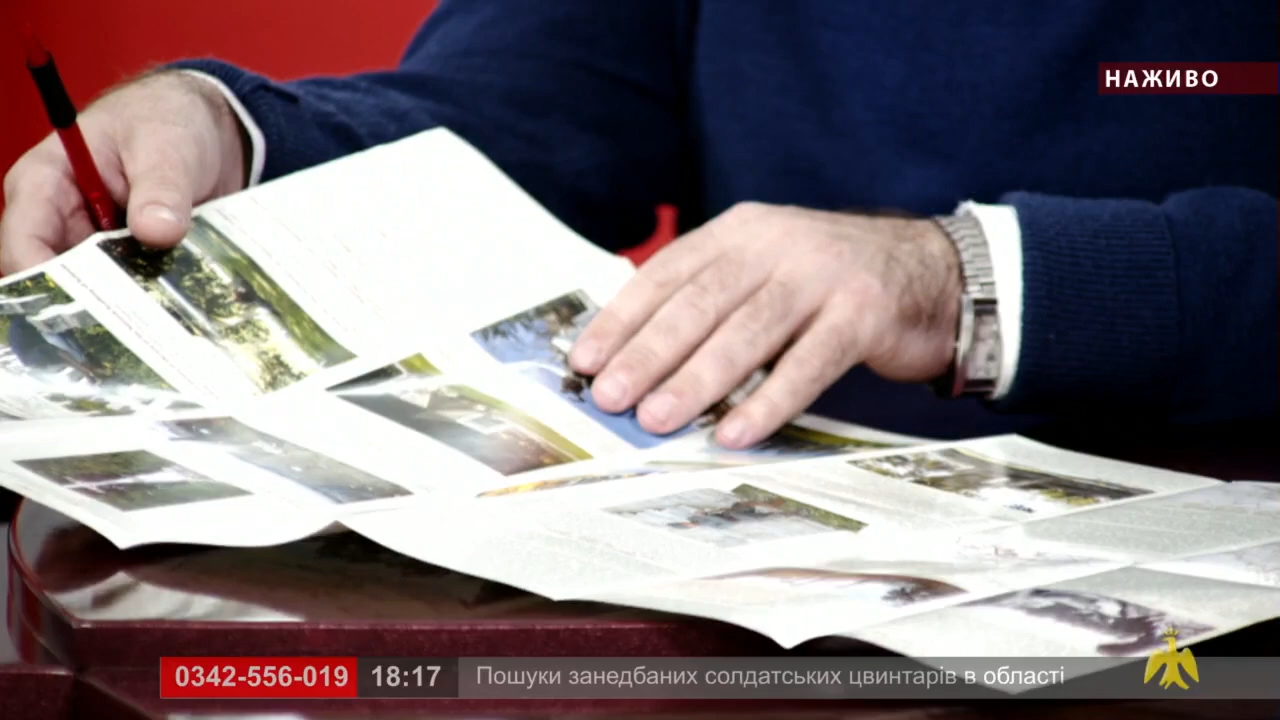 НАЖИВО
0342-556-019 18:17 Пошуки занедбаних солдатських цвинтарів в області